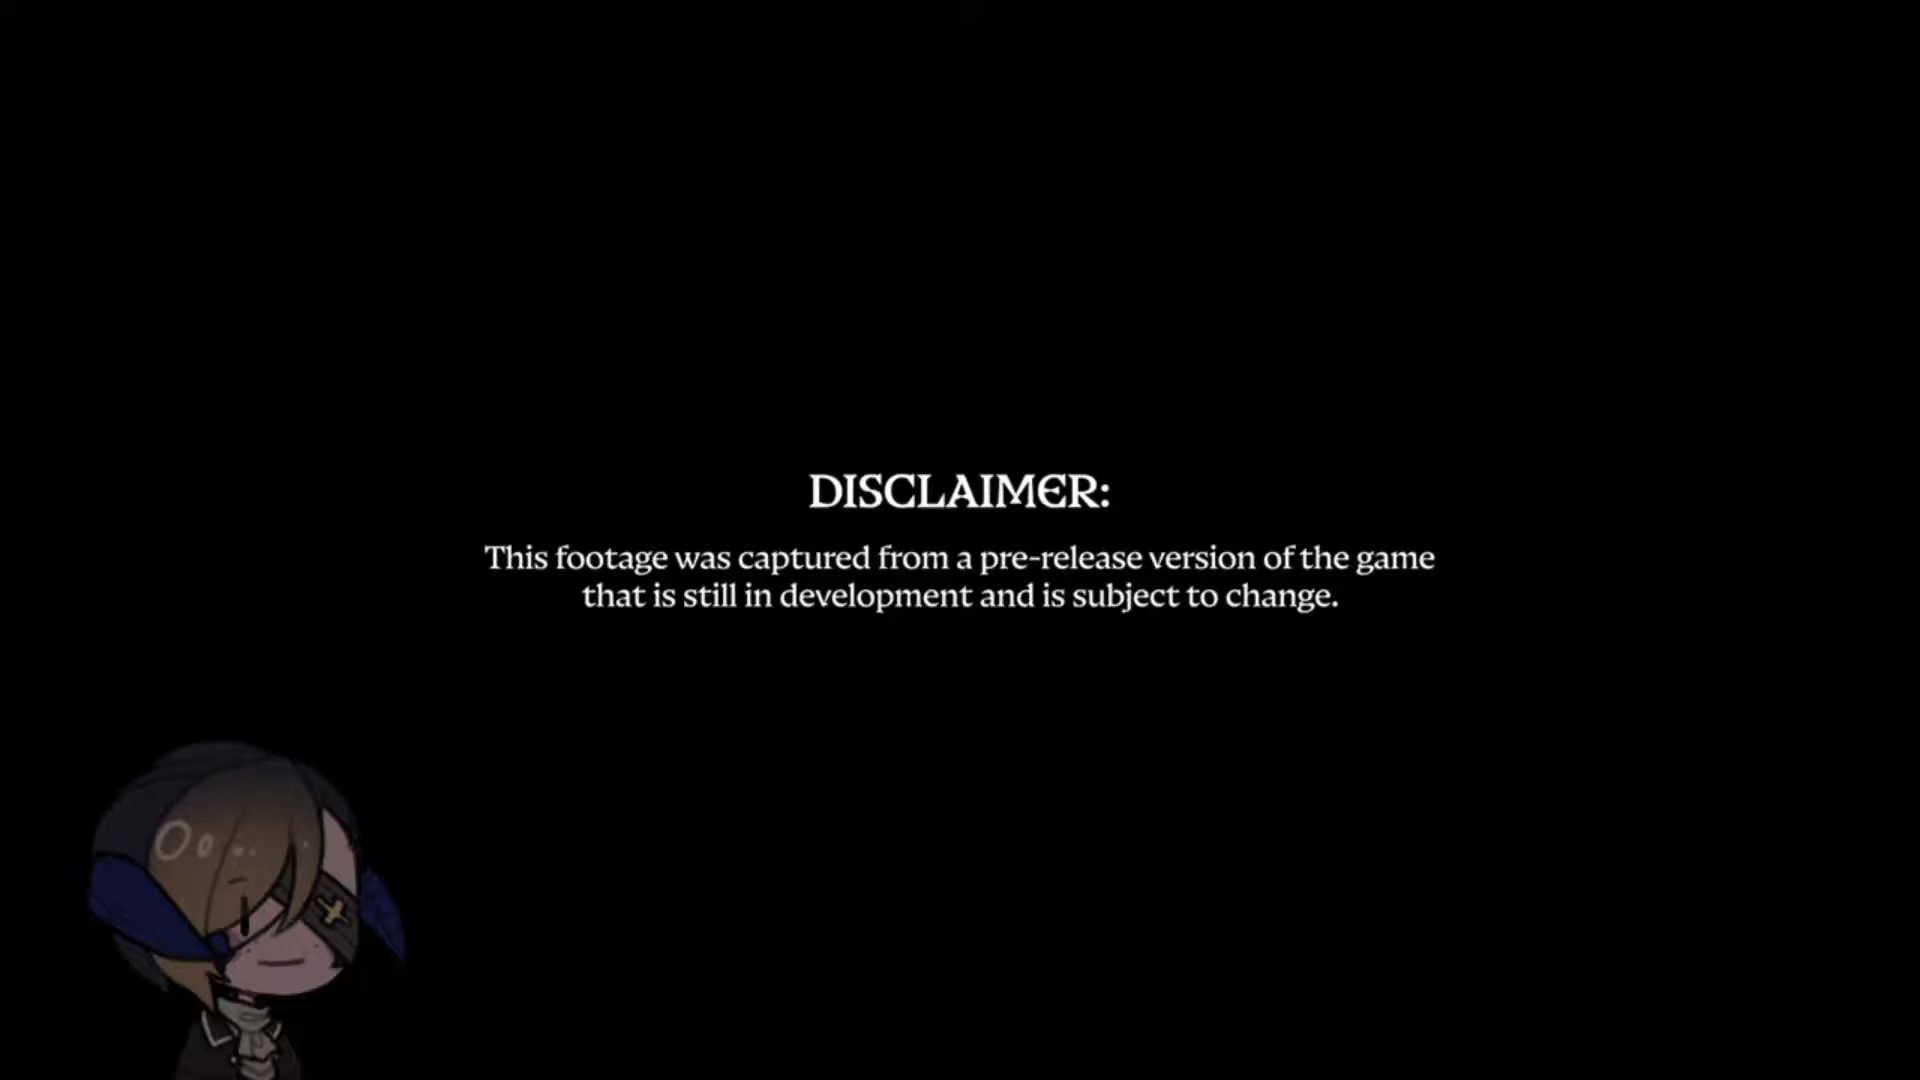 DISCLAIMER:
This footage was captured from a pre-release version of the game
that is still in development and is subject to change.